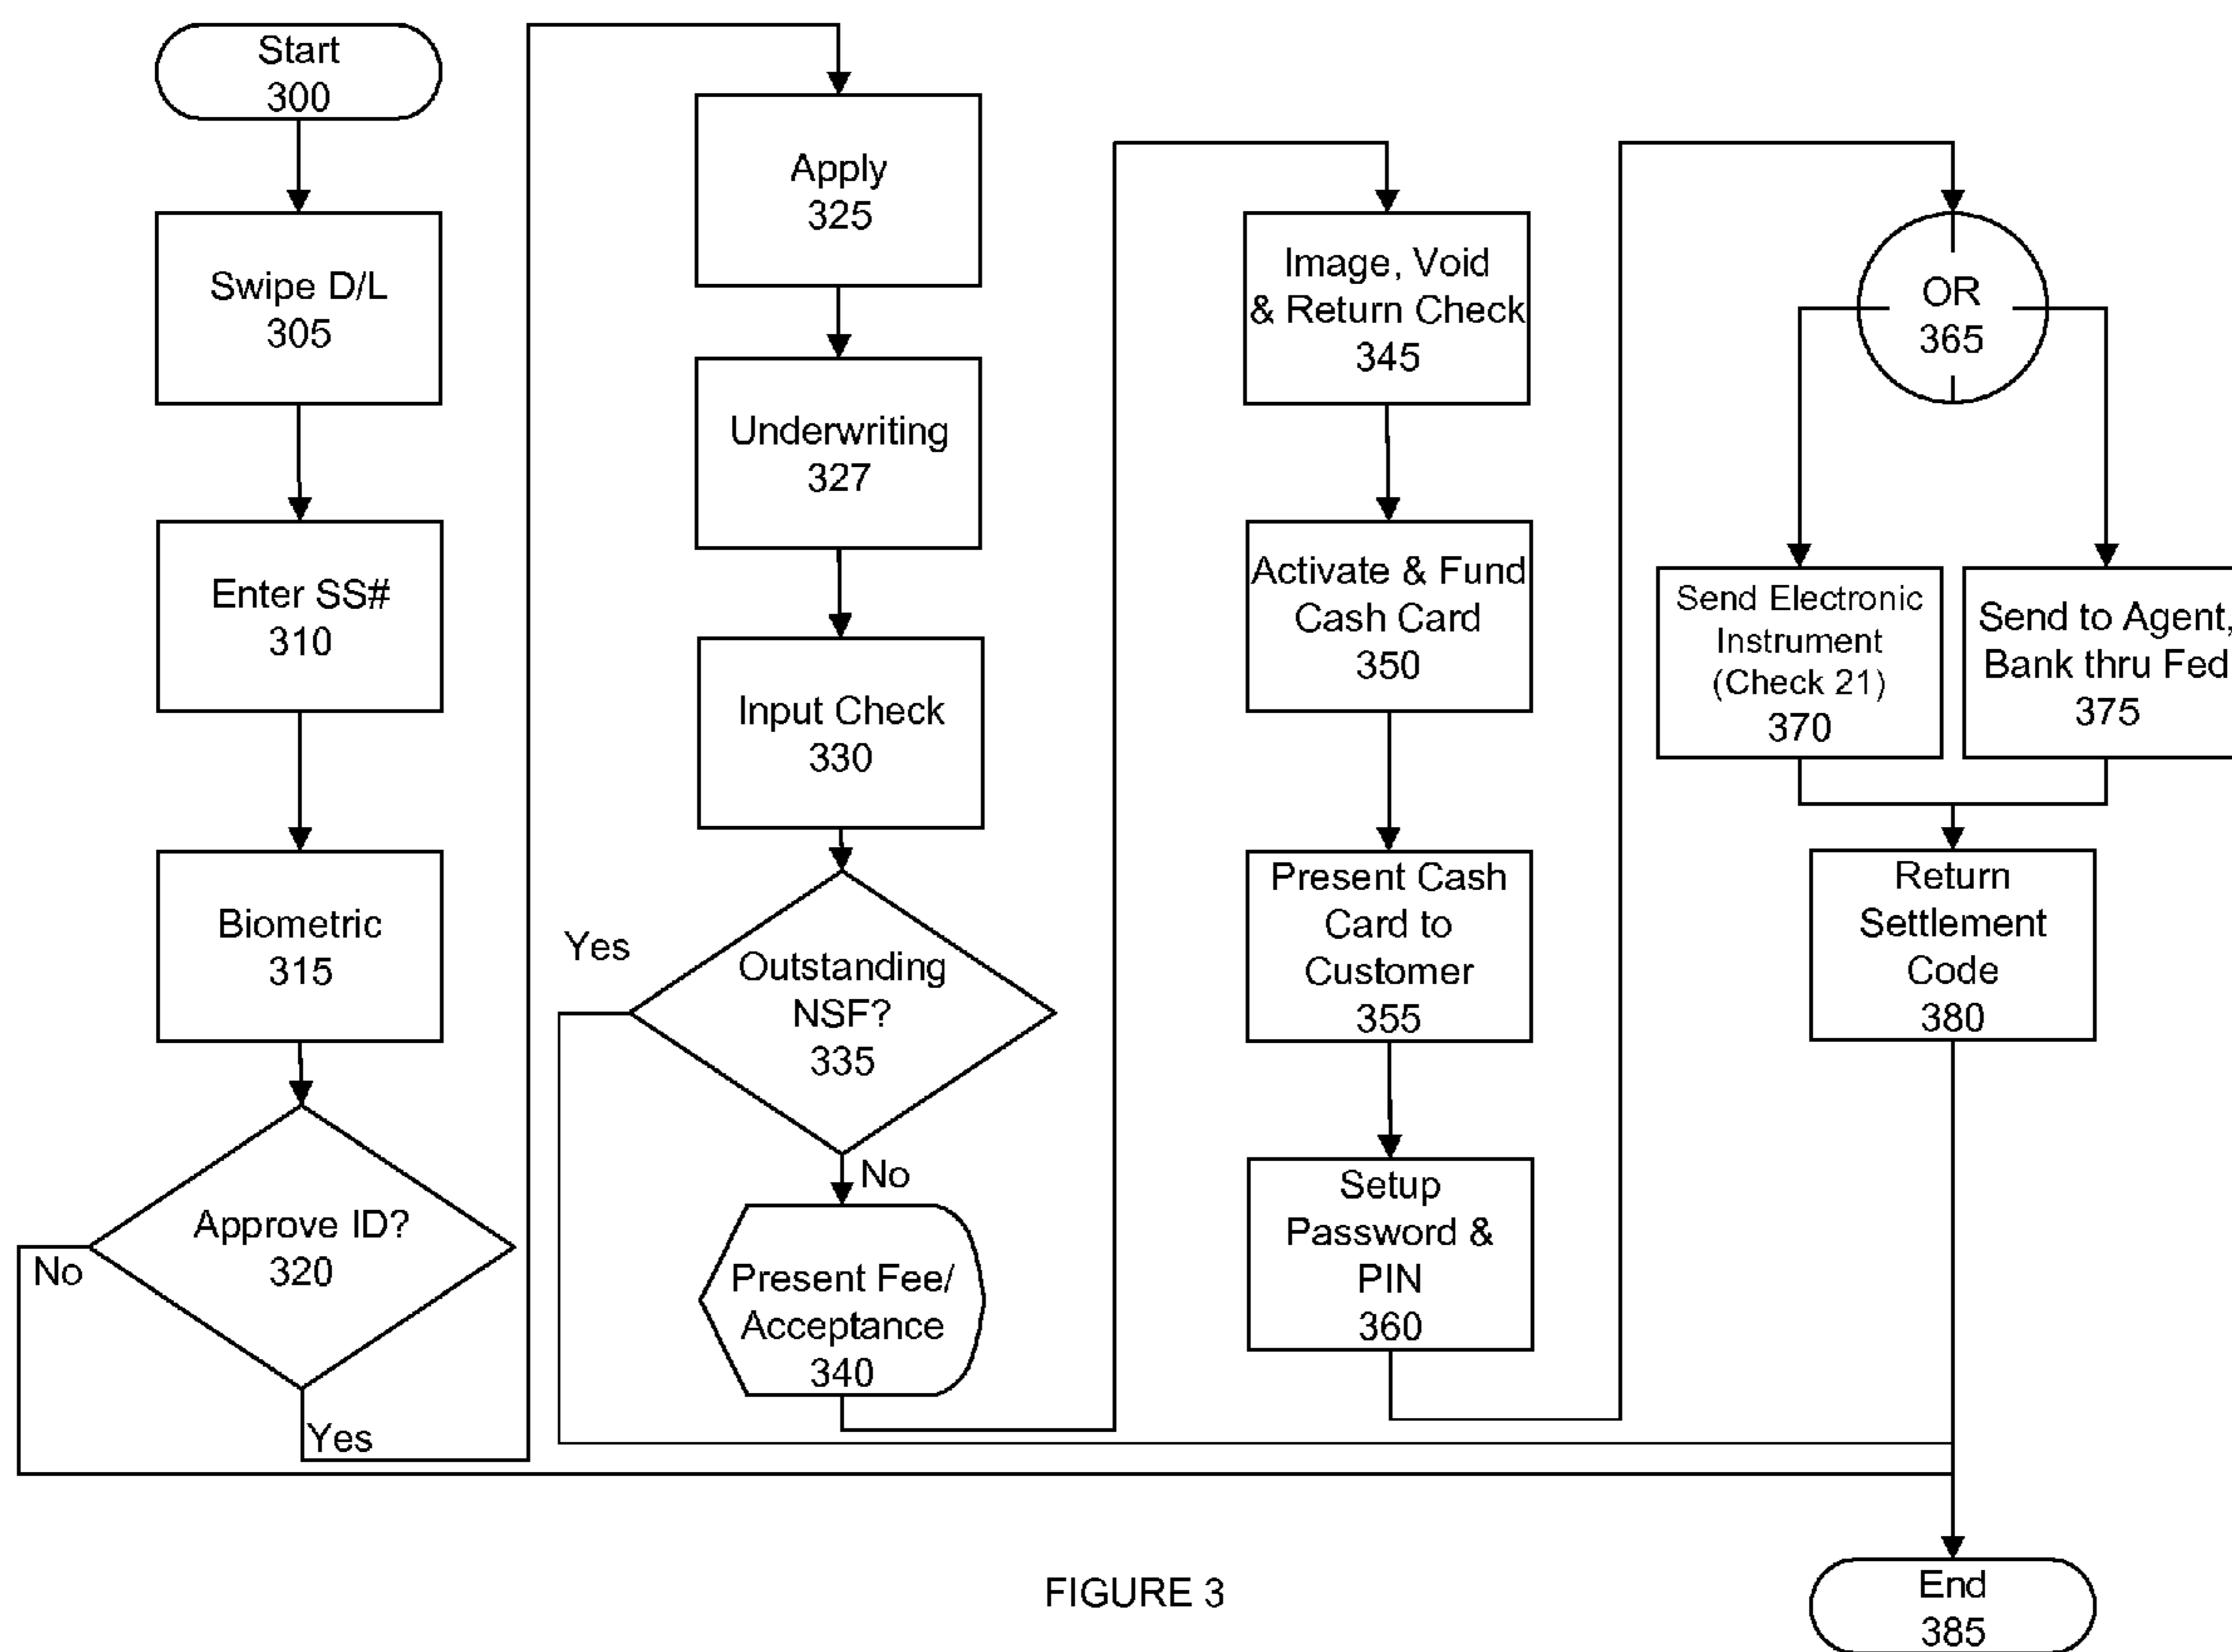 Start
300
Swipe D/L
305
Enter SS#
310
Biometric
315
Approve ID?
320
No
Yes
Apply
325
Underwriting
327
Input Check
330
Yes
Outstanding
NSF?
335
No
Present Fee/
Acceptance
340
Image, Void
& Return Check
345
Activate & Fund
Cash Card
350
Present Cash
Card to
Customer
355
Setup
Password &
PIN
360
OR
365
Send Electronic
Instrument
(Check 21)
370
Send to Agent,
Bank thru Fed
375
Return
Settlement
Code
380
End
385
FIGURE 3